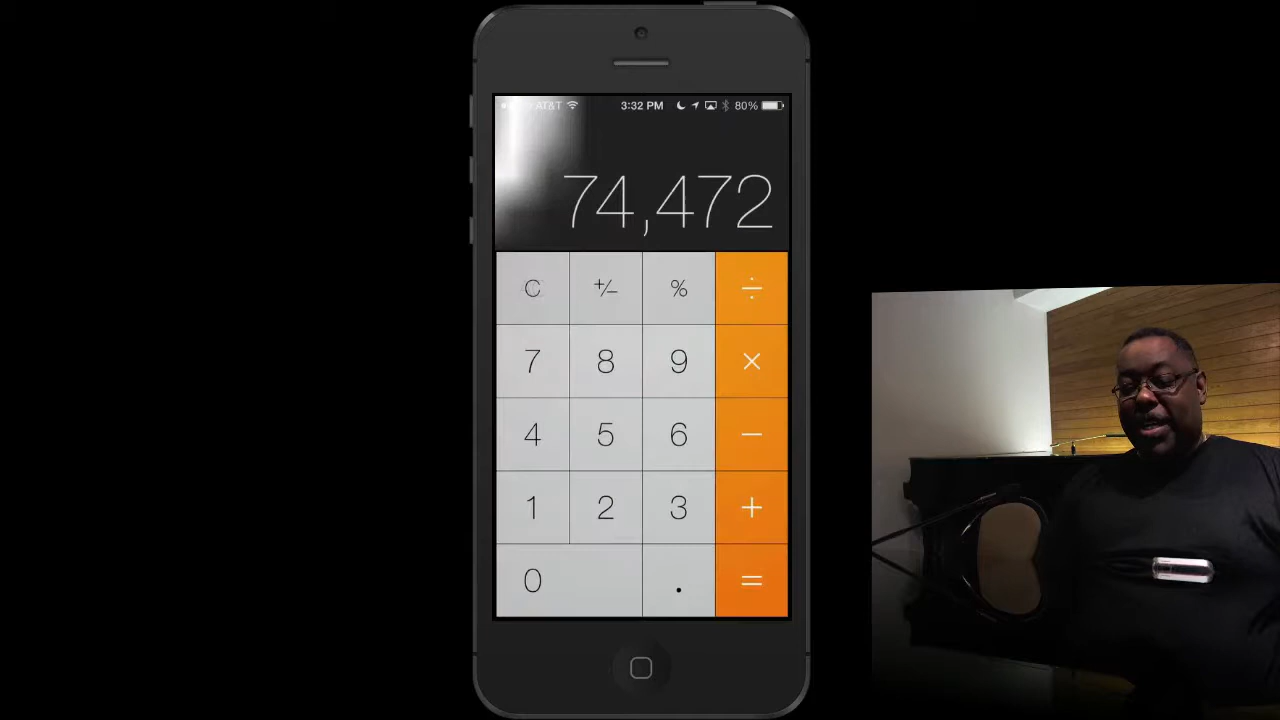 AT&T 3:32 PM 80%
74,472
C +/− % ÷
7 8 9 ×
4 5 6 −
1 2 3 +
0 . =